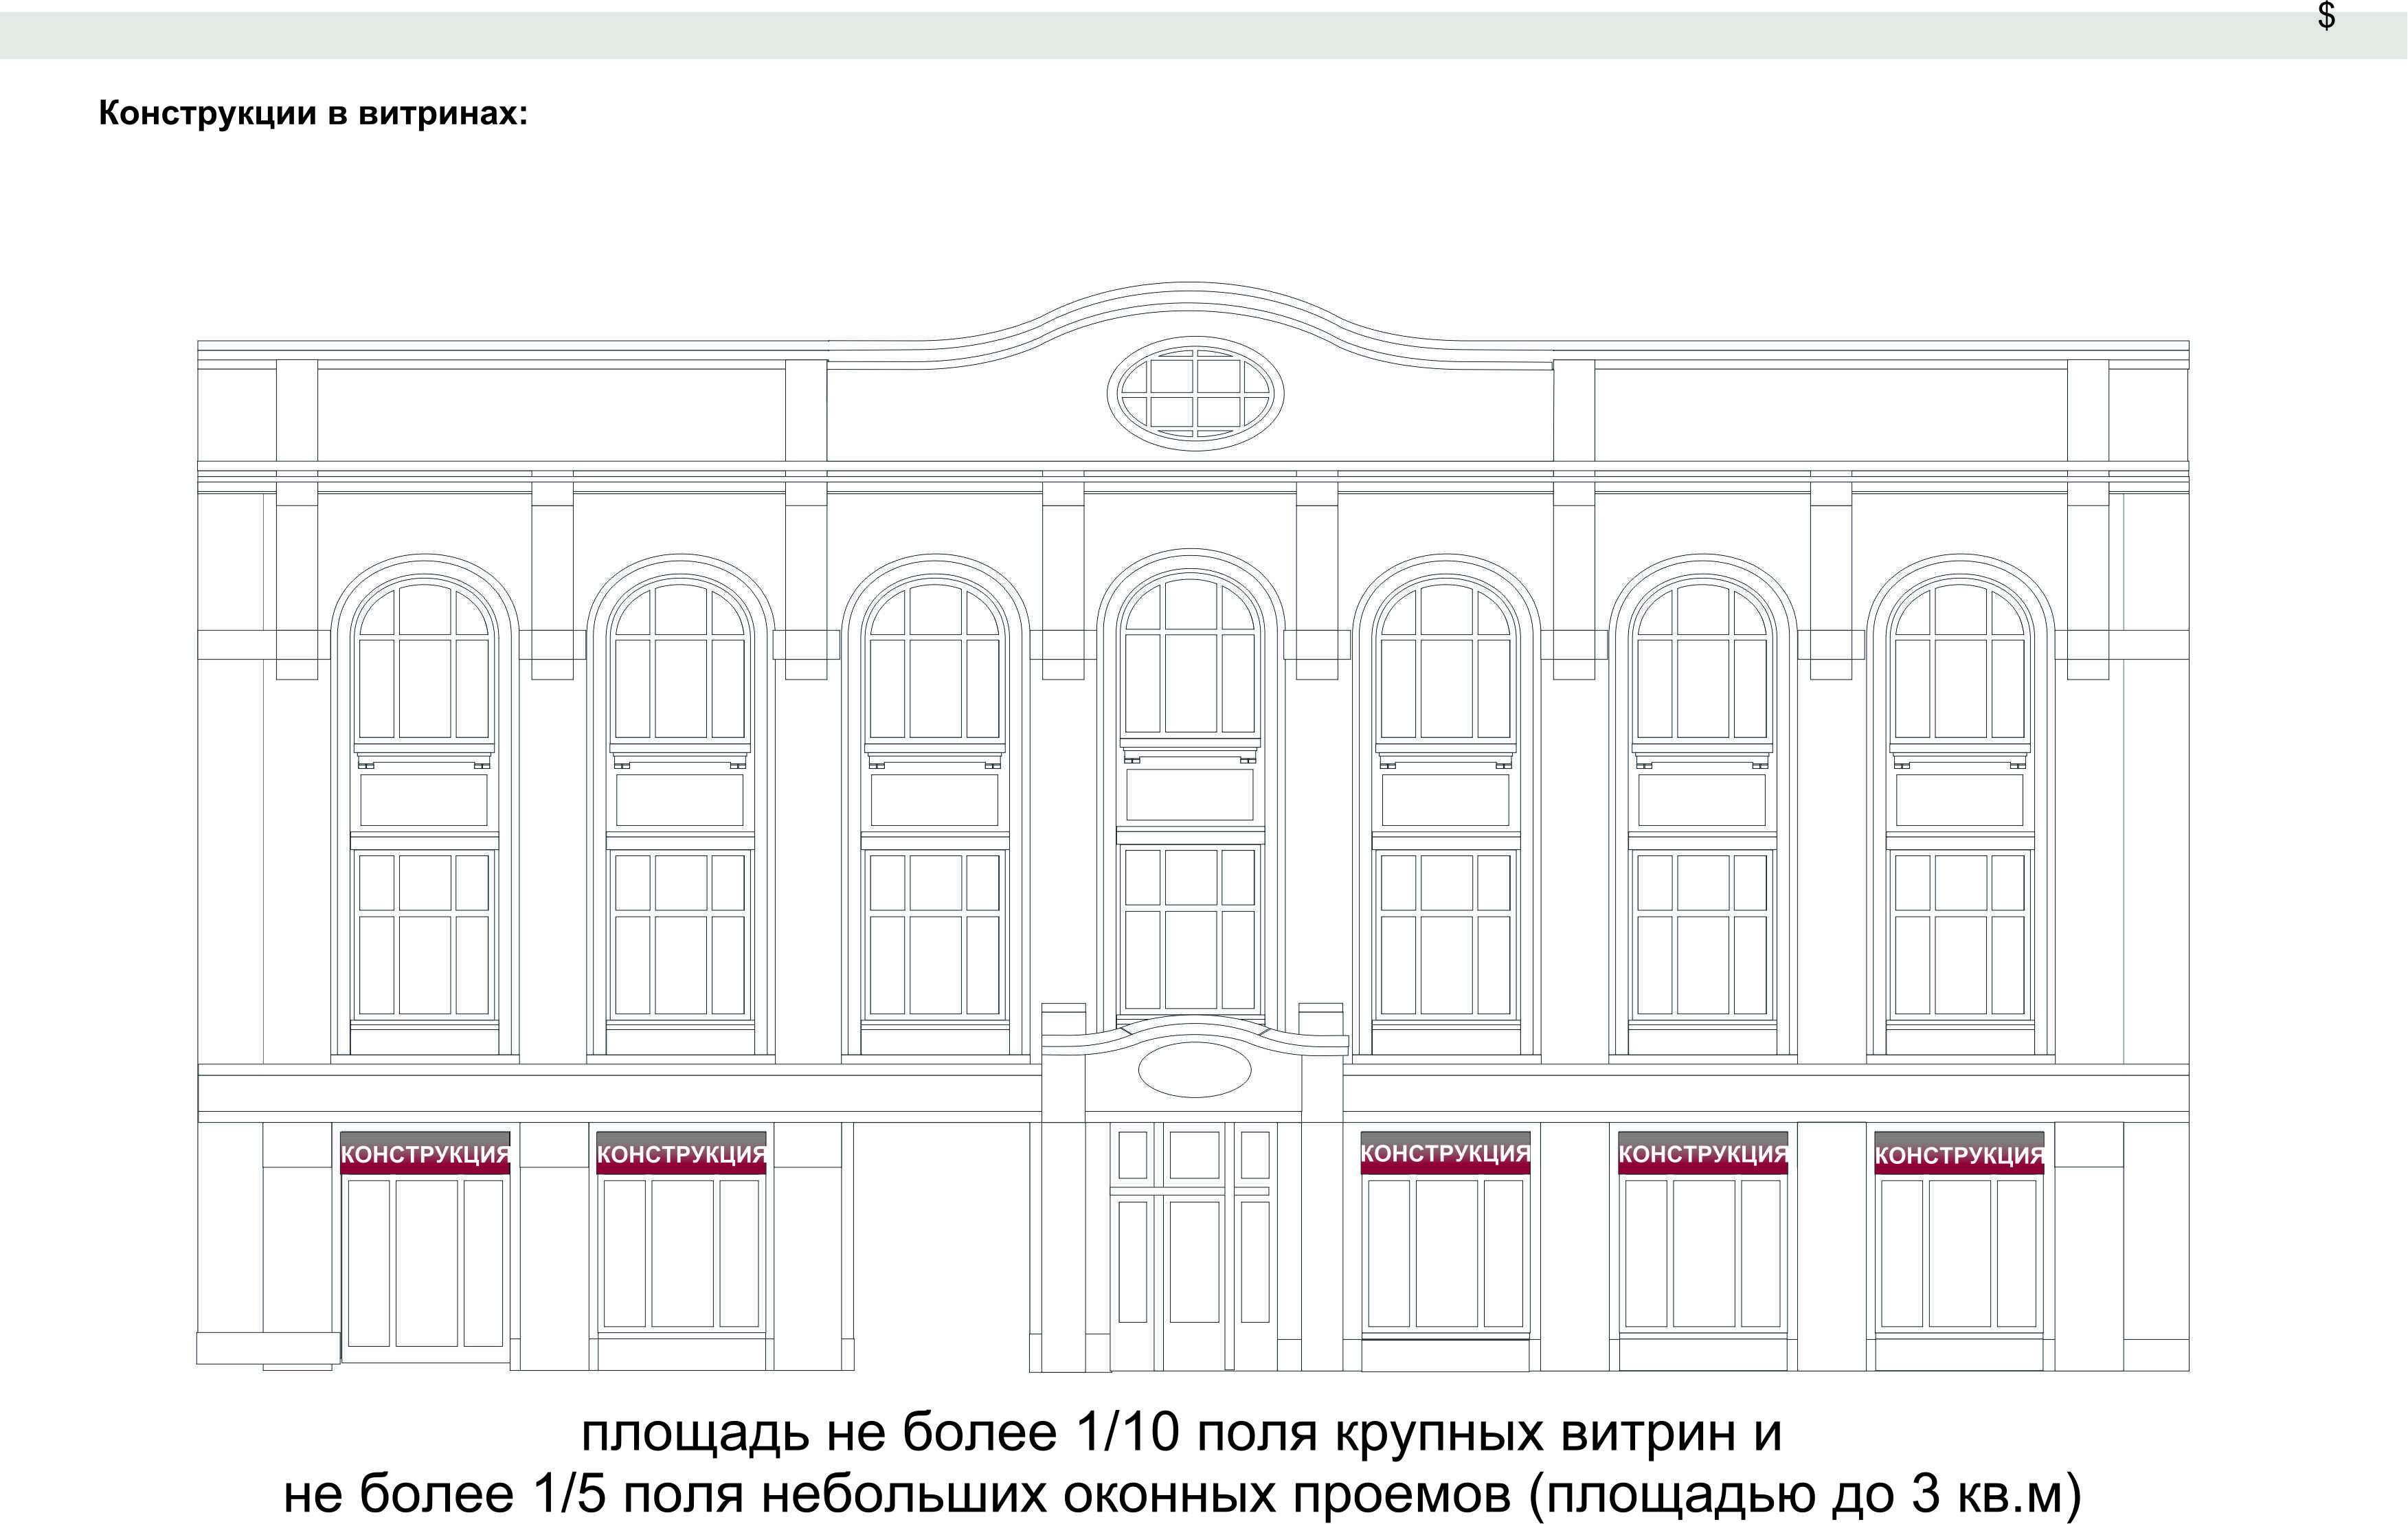 $
Конструкции в витринах:
КОНСТРУКЦИЯ КОНСТРУКЦИЯ КОНСТРУКЦИЯ КОНСТРУКЦИЯ КОНСТРУКЦИЯ
площадь не более 1/10 поля крупных витрин и
не более 1/5 поля небольших оконных проемов (площадью до 3 кв.м)